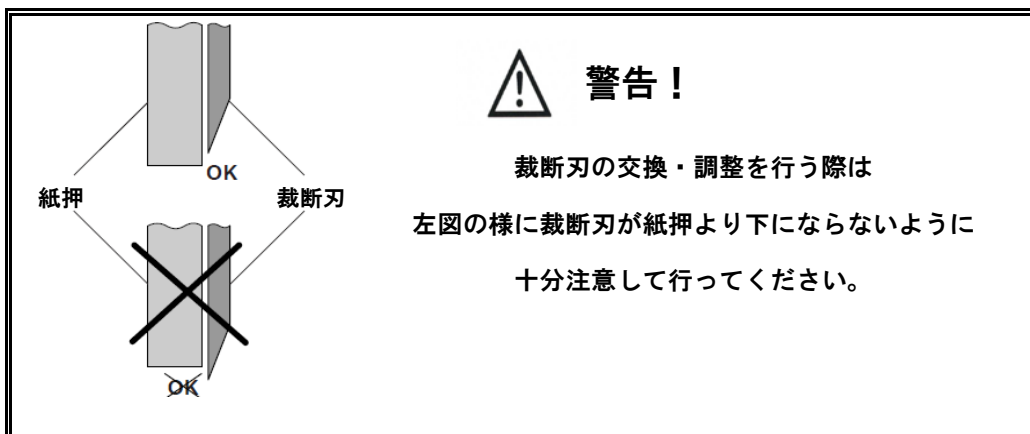 警告！
裁断刃の交換・調整を行う際は
左図の様に裁断刃が紙押より下にならないように
十分注意して行ってください。
OK
紙押
裁断刃
OK